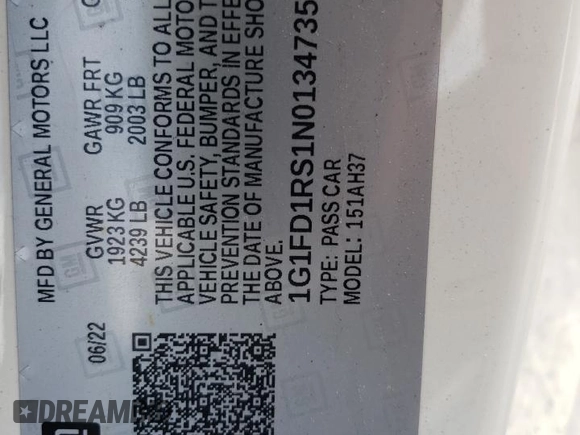 MFD BY GENERAL MOTORS LLC
06/22
GVWR
1923 KG
4239 LB
GAWR FRT
909 KG
2003 LB
THIS VEHICLE CONFORMS TO ALL
APPLICABLE U.S. FEDERAL MOTO
VEHICLE SAFETY, BUMPER, AND T
PREVENTION STANDARDS IN EFFE
THE DATE OF MANUFACTURE SHO
ABOVE.
1G1FD1RS1N0134735
TYPE: PASS CAR
MODEL: 151AH37
GM
DREAM